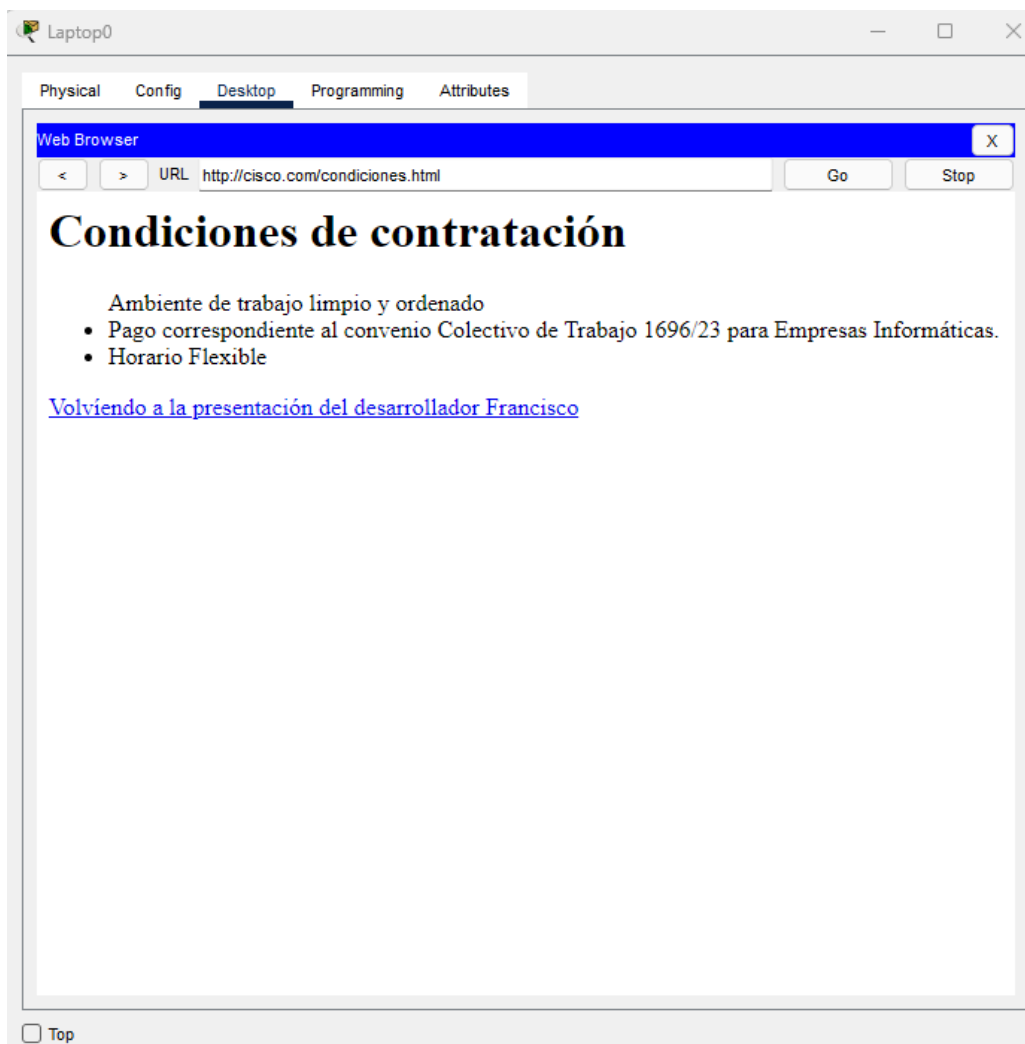 Laptop0
Physical Config Desktop Programming Attributes
Web Browser X
< > URL http://cisco.com/condiciones.html Go Stop
Condiciones de contratación
Ambiente de trabajo limpio y ordenado
• Pago correspondiente al convenio Colectivo de Trabajo 1696/23 para Empresas Informáticas.
• Horario Flexible
Volvíendo a la presentación del desarrollador Francisco
Top